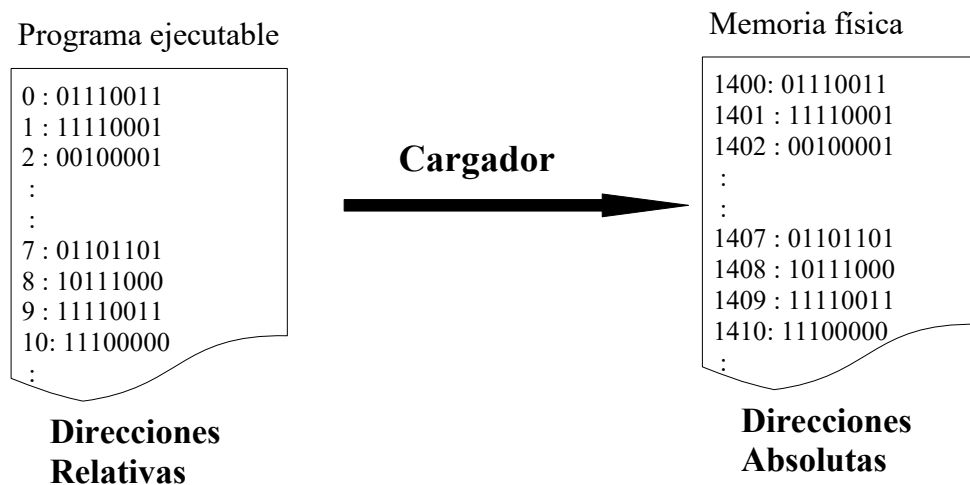 Programa ejecutable
0 : 01110011
1 : 11110001
2 : 00100001
:
:
7 : 01101101
8 : 10111000
9 : 11110011
10: 11100000
:
Direcciones
Relativas
Cargador
Memoria física
1400: 01110011
1401 : 11110001
1402 : 00100001
:
:
1407 : 01101101
1408 : 10111000
1409 : 11110011
1410: 11100000
:
Direcciones
Absolutas